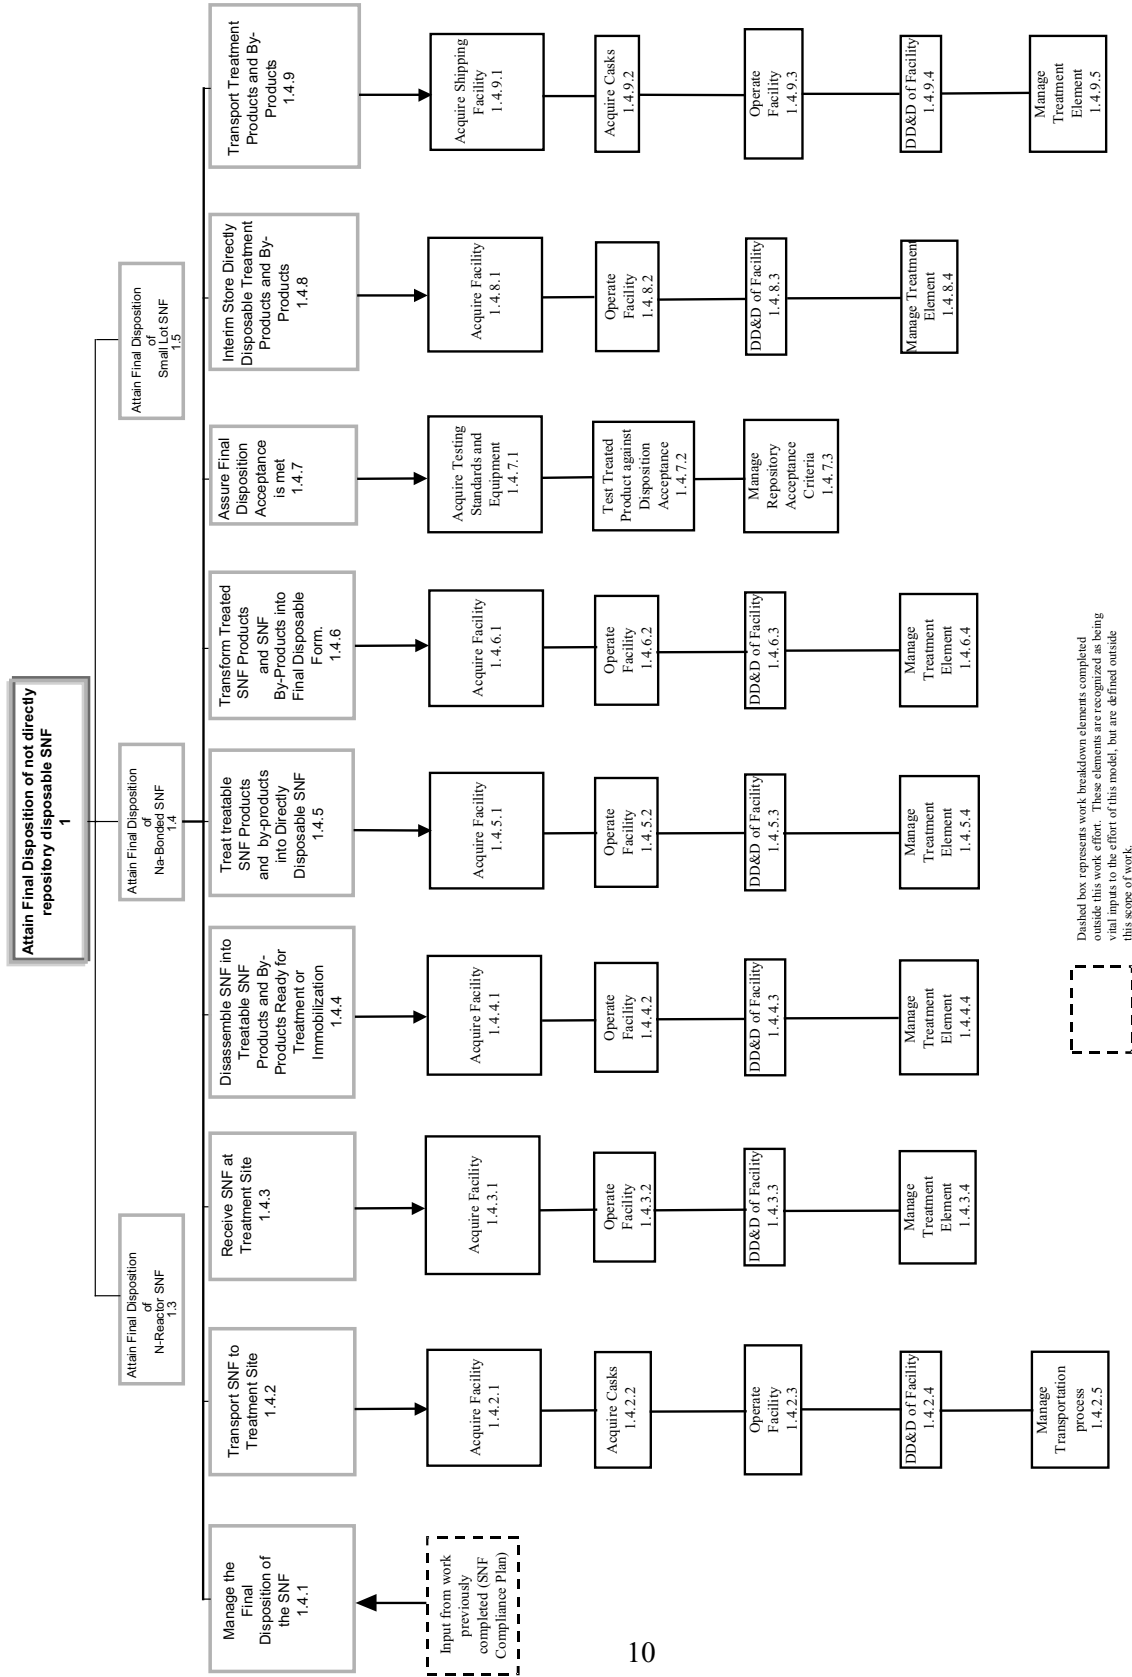 Attain Final Disposition of not directly
repository disposable SNF
1
Attain Final Disposition
of
N-Reactor SNF
1.3
Attain Final Disposition
of
Na-Bonded SNF
1.4
Attain Final Disposition
of
Small Lot SNF
1.5
Manage the
Final
Disposition of
the SNF
1.4.1
Transport SNF to
Treatment Site
1.4.2
Receive SNF at
Treatment Site
1.4.3
Disassemble SNF into
Treatable SNF
Products and By-
Products Ready for
Treatment or
Immobilization
1.4.4
Treat treatable
SNF Products
and by-products
into Directly
Disposable SNF
1.4.5
Transform Treated
SNF Products
and SNF
By-Products into
Final Disposable
Form.
1.4.6
Assure Final
Disposition
Acceptance
is met
1.4.7
Interim Store Directly
Disposable Treatment
Products and By-
Products
1.4.8
Transport Treatment
Products and By-
Products
1.4.9
Input from work
previously
completed (SNF
Compliance Plan)
Acquire Facility
1.4.2.1
Acquire Casks
1.4.2.2
Operate
Facility
1.4.2.3
DD&D of Facility
1.4.2.4
Manage
Transportation
process
1.4.2.5
Acquire Facility
1.4.3.1
Operate
Facility
1.4.3.2
DD&D of Facility
1.4.3.3
Manage
Treatment
Element
1.4.3.4
Acquire Facility
1.4.4.1
Operate
Facility
1.4.4.2
DD&D of Facility
1.4.4.3
Manage
Treatment
Element
1.4.4.4
Acquire Facility
1.4.5.1
Operate
Facility
1.4.5.2
DD&D of Facility
1.4.5.3
Manage
Treatment
Element
1.4.5.4
Acquire Facility
1.4.6.1
Operate
Facility
1.4.6.2
DD&D of Facility
1.4.6.3
Manage
Treatment
Element
1.4.6.4
Acquire Testing
Standards and
Equipment
1.4.7.1
Test Treated
Product against
Disposition
Acceptance
1.4.7.2
Manage
Repository
Acceptance
Criteria
1.4.7.3
Acquire Facility
1.4.8.1
Operate
Facility
1.4.8.2
DD&D of Facility
1.4.8.3
Manage Treatment
Element
1.4.8.4
Acquire Shipping
Facility
1.4.9.1
Acquire Casks
1.4.9.2
Operate
Facility
1.4.9.3
DD&D of Facility
1.4.9.4
Manage
Treatment
Element
1.4.9.5
Dashed box represents work breakdown elements completed
outside this work effort. These elements are recognized as being
vital inputs to the effort of this model, but are defined outside
this scope of work.
10